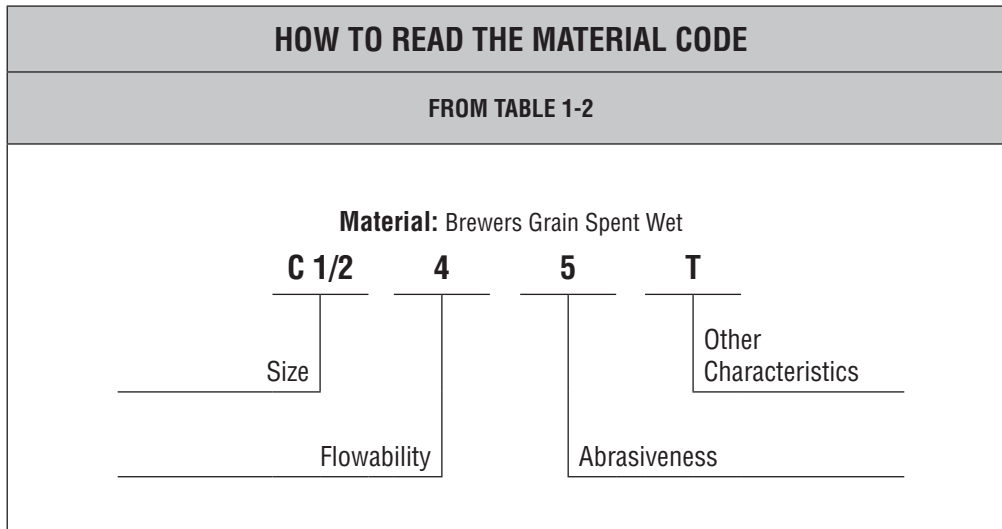 HOW TO READ THE MATERIAL CODE
FROM TABLE 1-2
Material: Brewers Grain Spent Wet
C 1/2 4 5 T
Size
Other
Characteristics
Flowability
Abrasiveness